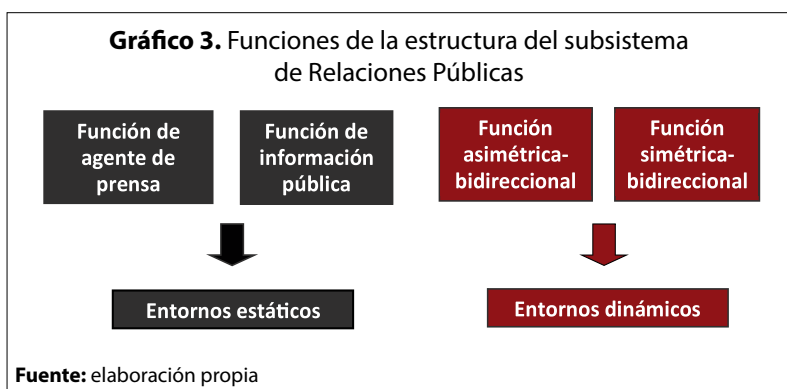 Gráfico 3. Funciones de la estructura del subsistema
de Relaciones Públicas
Función de
agente de
prensa
Función de
información
pública
Función
asimétrica-
bidireccional
Función
simétrica-
bidireccional
Entornos estáticos
Entornos dinámicos
Fuente: elaboración propia